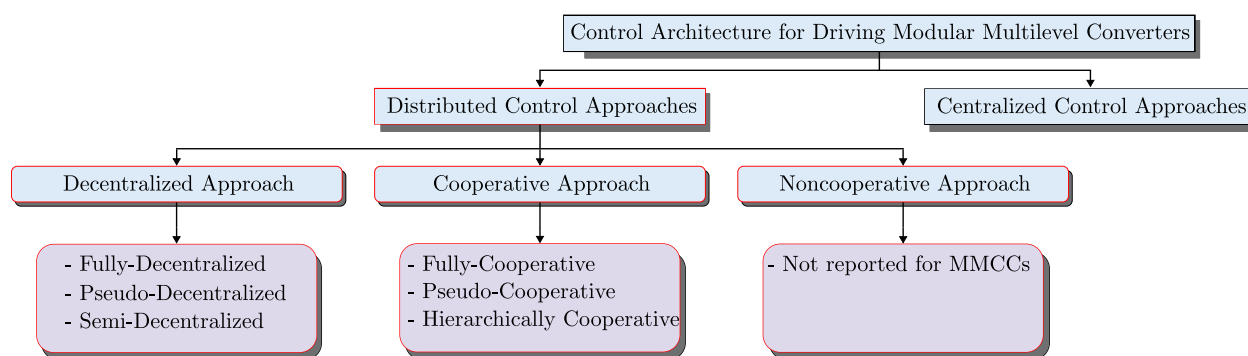 Control Architecture for Driving Modular Multilevel Converters
Distributed Control Approaches
Centralized Control Approaches
Decentralized Approach
Cooperative Approach
Noncooperative Approach
- Fully-Decentralized
- Pseudo-Decentralized
- Semi-Decentralized
- Fully-Cooperative
- Pseudo-Cooperative
- Hierarchically Cooperative
- Not reported for MMCCs